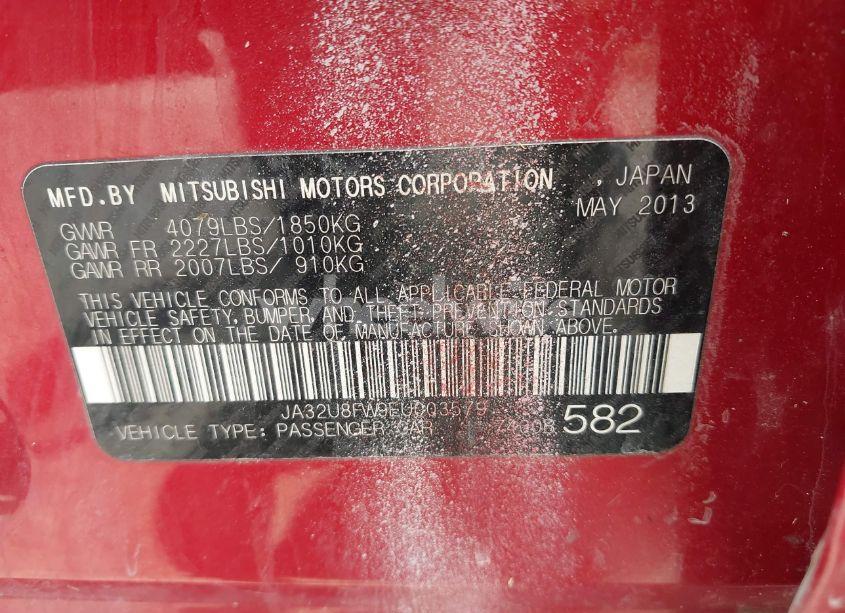 MFD.BY MITSUBISHI MOTORS CORPORATION , JAPAN
MAY 2013
GVWR 4079LBS/1850KG
GAWR FR 2227LBS/1010KG
GAWR RR 2007LBS/ 910KG
THIS VEHICLE CONFORMS TO ALL APPLICABLE FEDERAL MOTOR
VEHICLE SAFETY, BUMPER, AND THEFT PREVENTION STANDARDS
IN EFFECT ON THE DATE OF MANUFACTURE SHOWN ABOVE.
VEHICLE TYPE: PASSENGER CAR 582